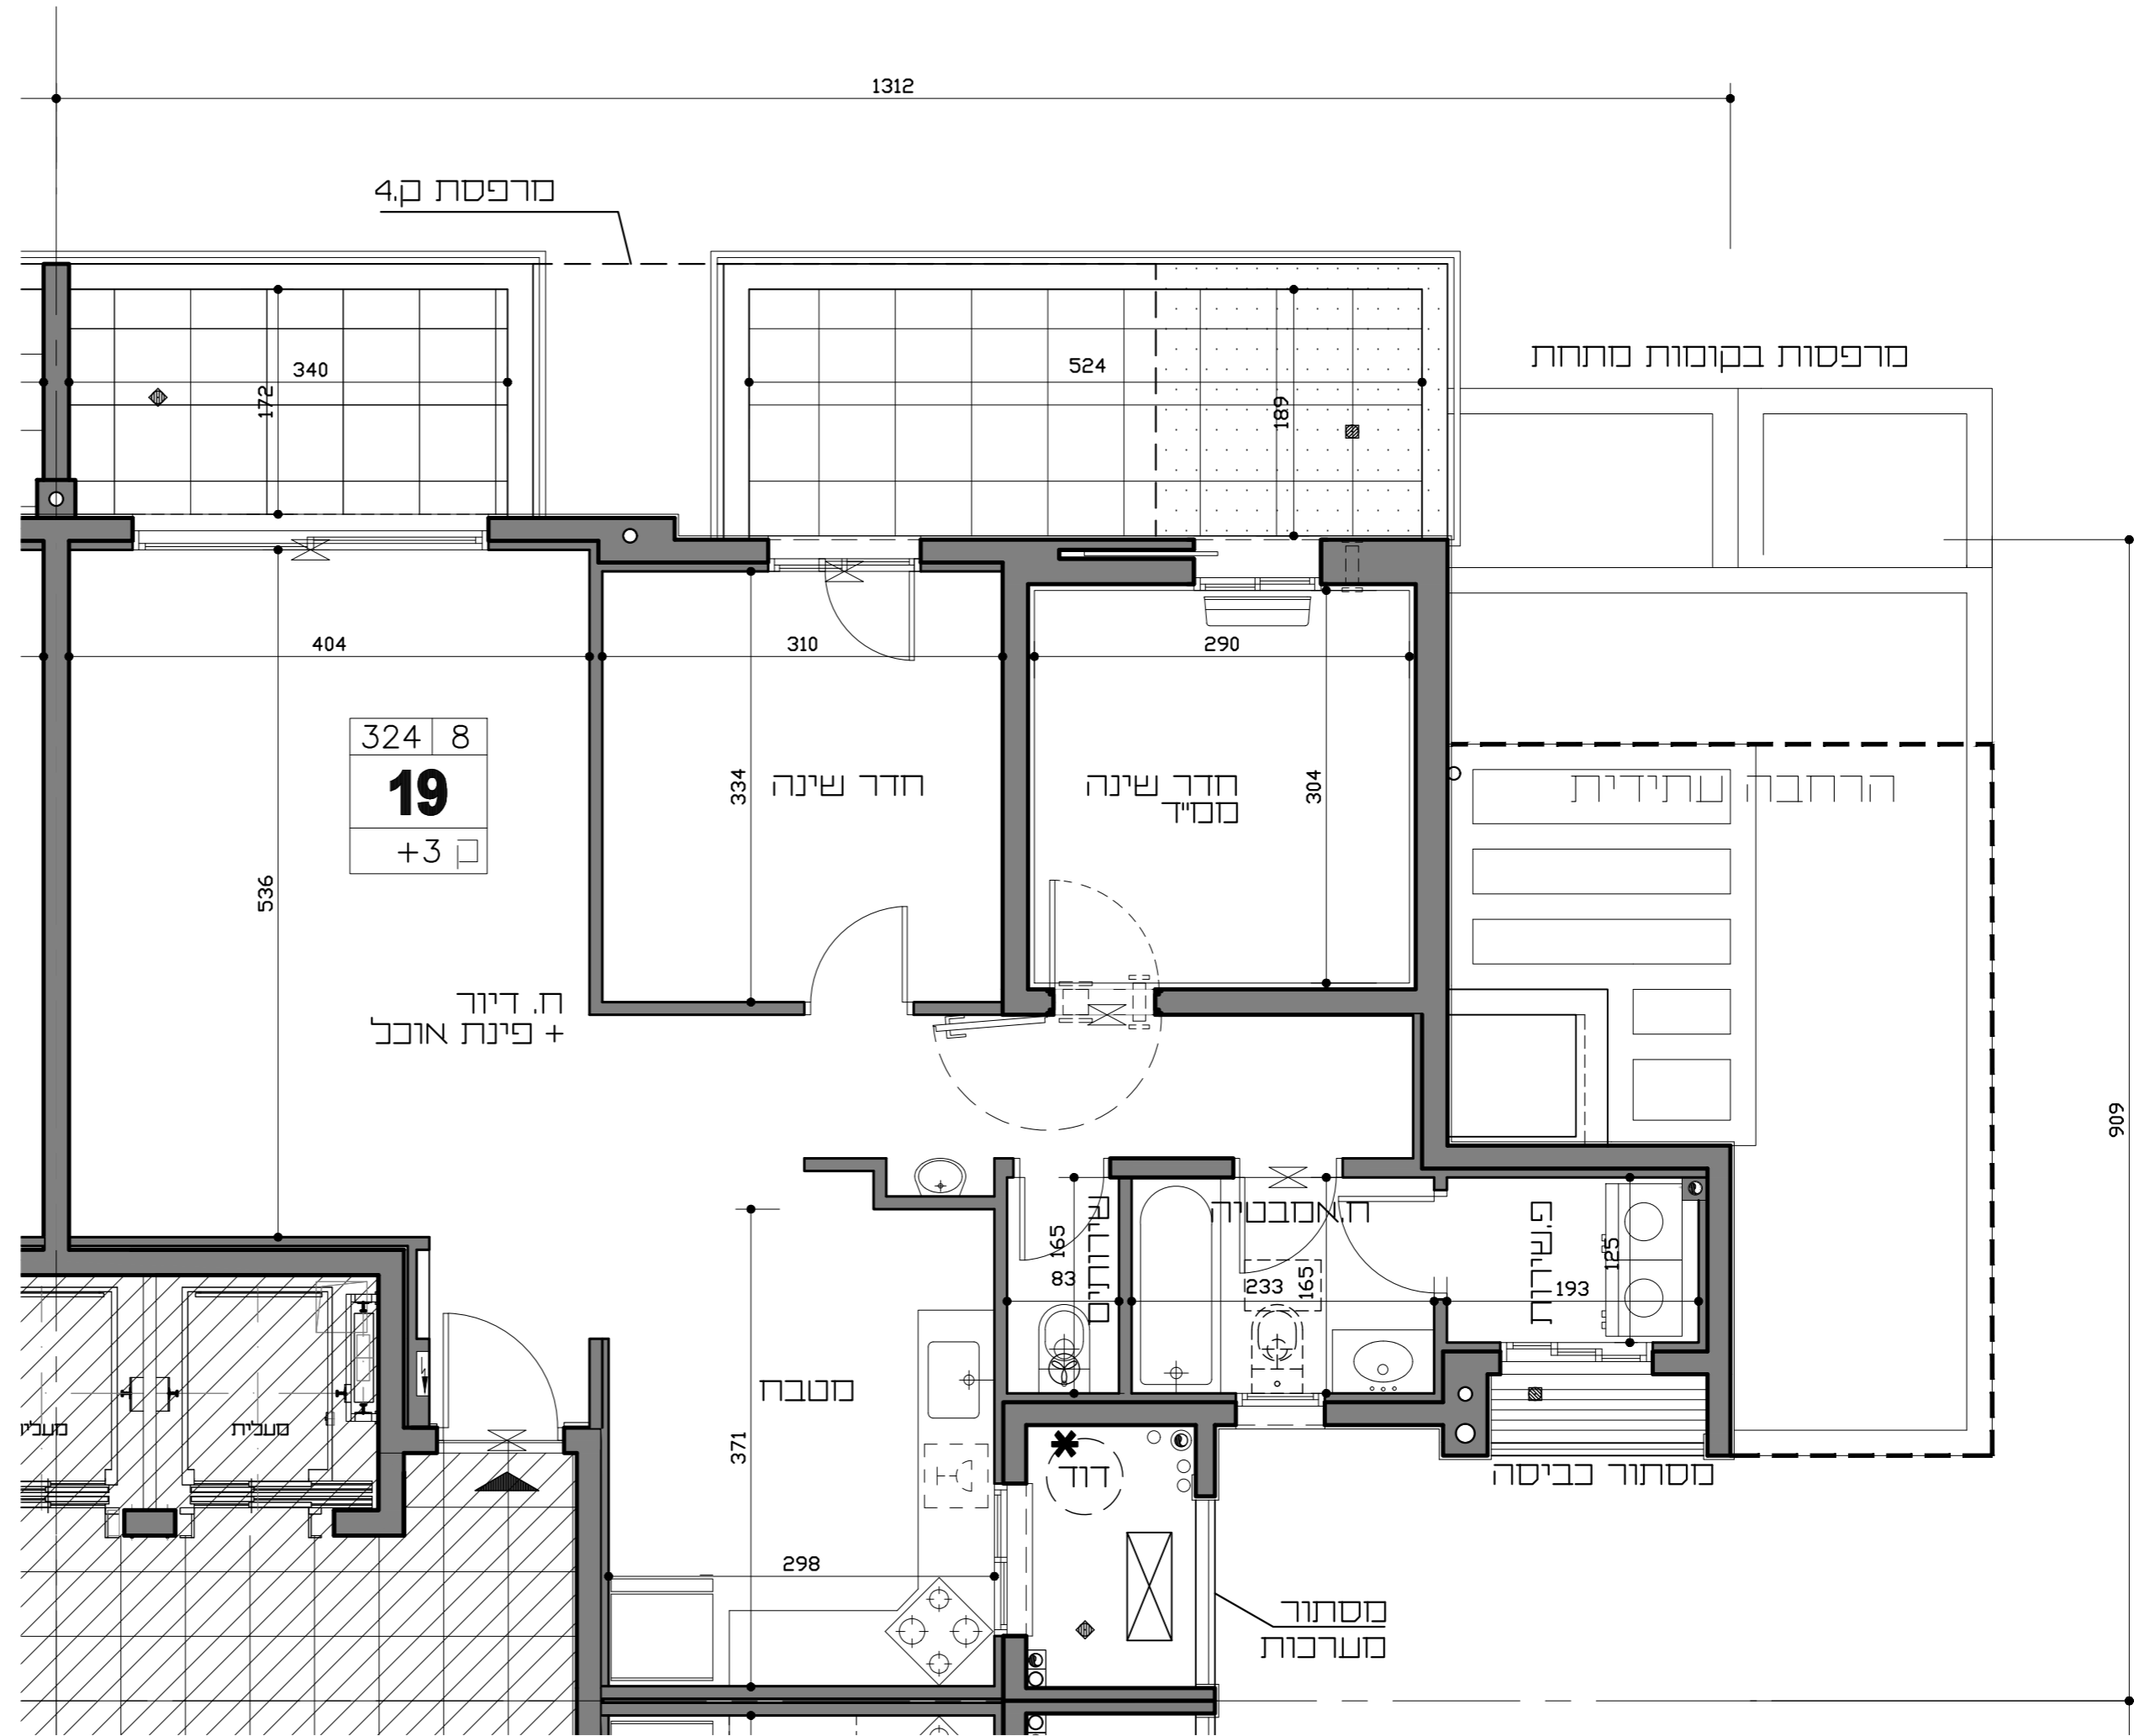 1312
מרפסת ק.4
מרפסות בקומות מתחת
340
172
524
189
404
310
290
324 8
19
ק 3+
536
334
304
חדר שינה
חדר שינה
ממ"ד
הרחבה עתידית
ח. דיור
+ פינת אוכל
909
שירותים
165
83
ח.אמבטיה
233
165
פ.שירות
125
193
מטבח
371
298
מעלית
דוד
מסתור כביסה
מסתור
מערכות